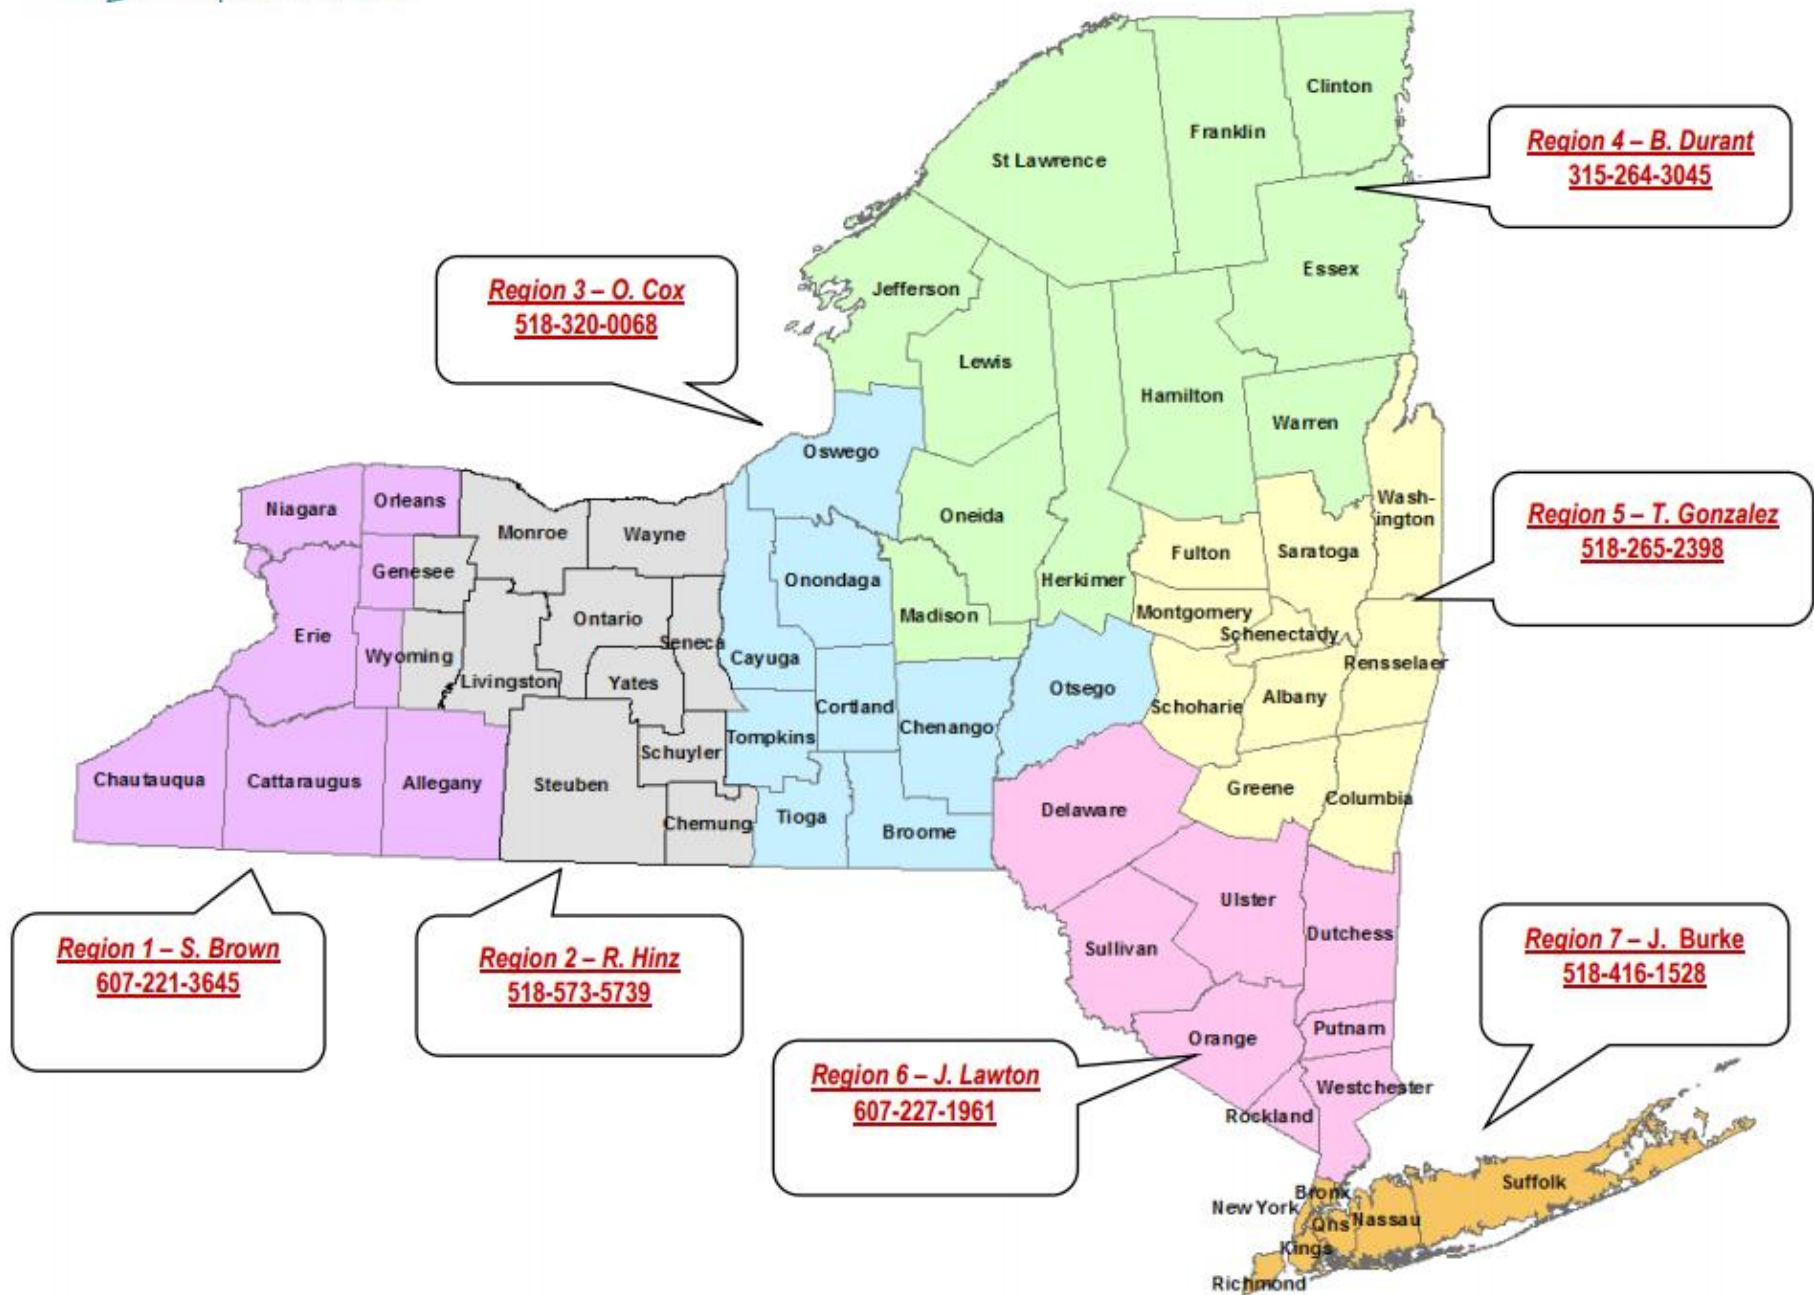 Clinton
Franklin
St Lawrence
Region 4 – B. Durant
315-264-3045
Essex
Region 3 – O. Cox
518-320-0068
Jefferson
Lewis
Hamilton
Warren
Oswego
Niagara
Orleans
Monroe
Wayne
Oneida
Wash-
ington
Region 5 – T. Gonzalez
518-265-2398
Genesee
Onondaga
Herkimer
Fulton
Saratoga
Erie
Wyoming
Ontario
Seneca
Cayuga
Madison
Montgomery
Schenectady
Rensselaer
Livingston
Yates
Cortland
Chenango
Otsego
Schoharie
Albany
Chautauqua
Cattaraugus
Allegany
Steuben
Schuyler
Tompkins
Chemung
Tioga
Broome
Delaware
Greene
Columbia
Ulster
Dutchess
Sullivan
Region 1 – S. Brown
607-221-3645
Region 2 – R. Hinz
518-573-5739
Region 7 – J. Burke
518-416-1528
Orange
Putnam
Region 6 – J. Lawton
607-227-1961
Westchester
Rockland
Suffolk
Bronx
New York
Qns
Nassau
Kings
Richmond